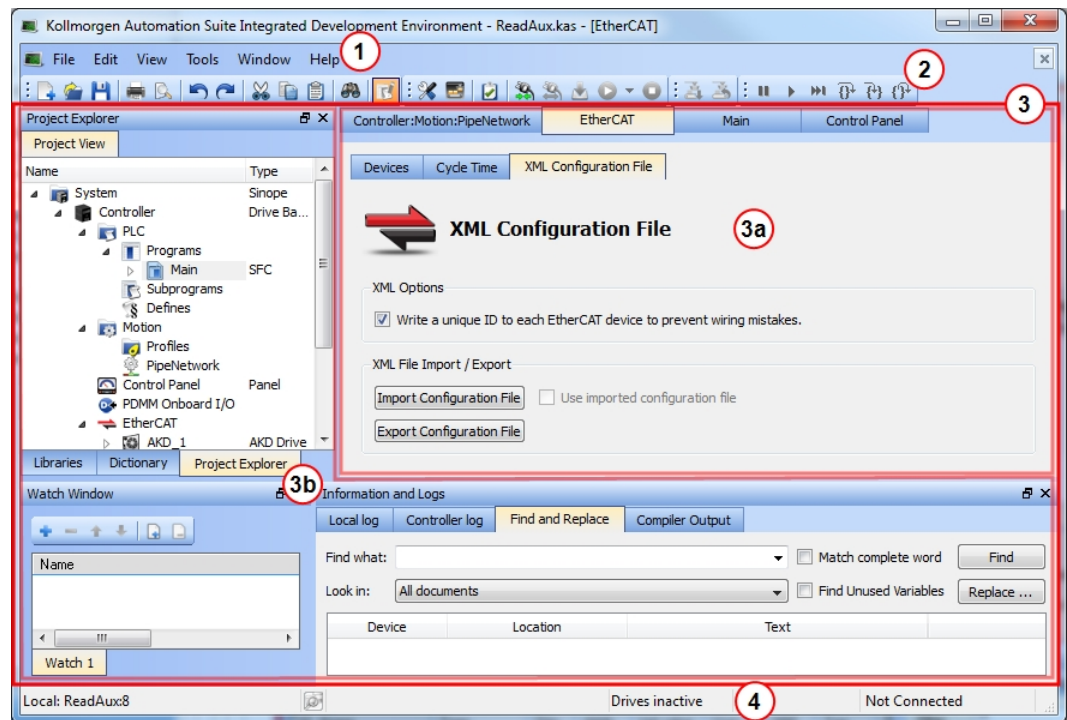 Kollmorgen Automation Suite Integrated Development Environment - ReadAux.kas - [EtherCAT]
File Edit View Tools Window Help
1
2
3
Project Explorer
Project View
Name Type
System Sinope
Controller Drive Ba...
PLC
Programs
Main SFC
Subprograms
Defines
Motion
Profiles
PipeNetwork
Control Panel Panel
PDMM Onboard I/O
EtherCAT
AKD_1 AKD Drive
Libraries Dictionary Project Explorer
Controller:Motion:PipeNetwork EtherCAT Main Control Panel
Devices Cycle Time XML Configuration File
XML Configuration File
3a
XML Options
Write a unique ID to each EtherCAT device to prevent wiring mistakes.
XML File Import / Export
Import Configuration File Use imported configuration file
Export Configuration File
3b
Watch Window
Name
Watch 1
Information and Logs
Local log Controller log Find and Replace Compiler Output
Find what: Match complete word Find
Look in: All documents Find Unused Variables Replace ...
Device Location Text
Local: ReadAux:8 Drives inactive 4 Not Connected